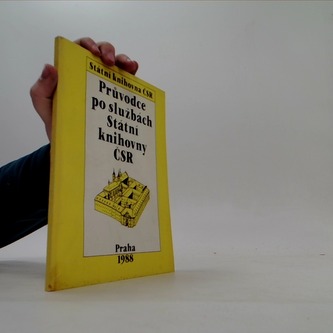 Státní knihovna ČSR
Průvodce
po službách
Státní
knihovny
ČSR
Praha
1988